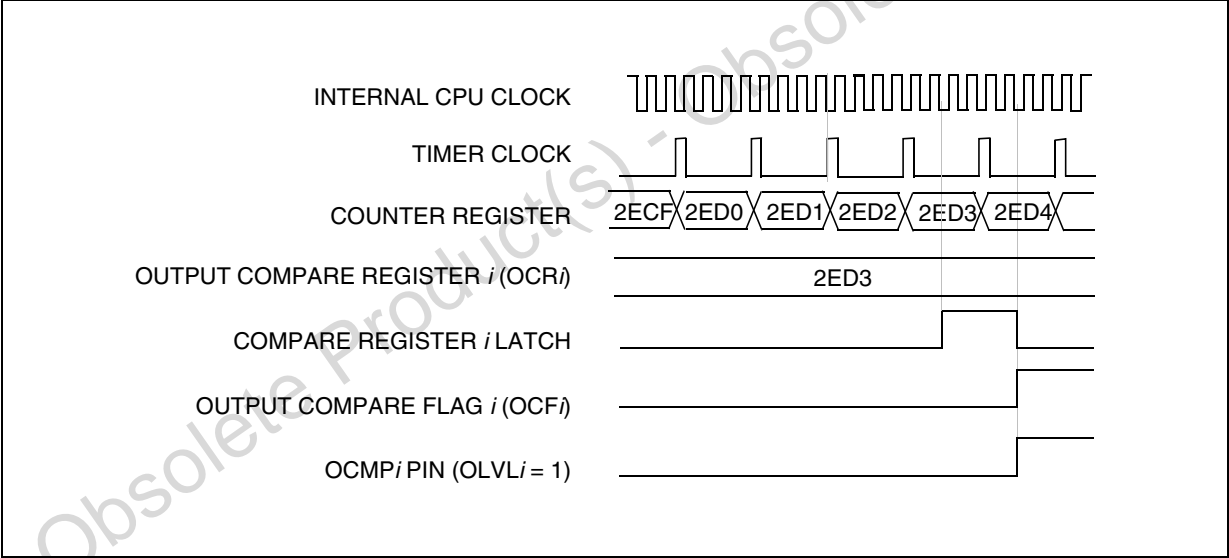 INTERNAL CPU CLOCK
TIMER CLOCK
COUNTER REGISTER 2ECF 2ED0 2ED1 2ED2 2ED3 2ED4
OUTPUT COMPARE REGISTER i (OCRi) 2ED3
COMPARE REGISTER i LATCH
OUTPUT COMPARE FLAG i (OCFi)
OCMPi PIN (OLVLi = 1)
Obsolete Product(s) - Obsol